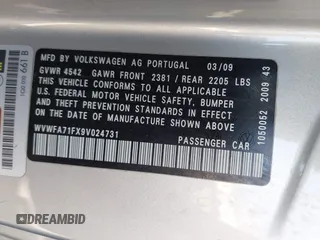 MFD BY VOLKSWAGEN AG PORTUGAL 03/09
GVWR 4542 GAWR FRONT 2381 / REAR 2205 LBS
THIS VEHICLE CONFORMS TO ALL APPLICABLE
U.S. FEDERAL MOTOR VEHICLE SAFETY, BUMPER
AND THEFT PREVENTION STANDARDS IN EFFECT
ON THE DATE OF MANUFACTURE SHOWN ABOVE.
WVWFA71FX9V024731
PASSENGER CAR
1050052 2009 43
661 B
DREAMBID